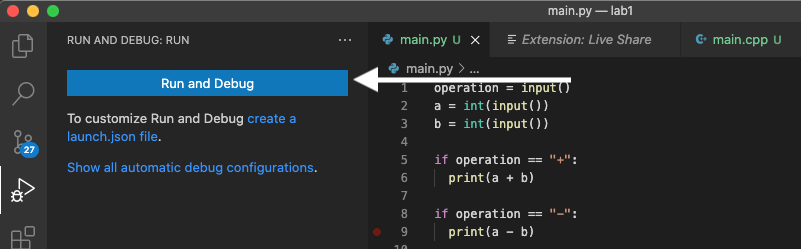 main.py — lab1
RUN AND DEBUG: RUN ...
main.py U × Extension: Live Share main.cpp U
Run and Debug
main.py > ...
To customize Run and Debug create a
launch.json file.
Show all automatic debug configurations.
27
1 operation = input()
2 a = int(input())
3 b = int(input())
4
5 if operation == "+":
6 print(a + b)
7
8 if operation == "-":
9 print(a - b)
10